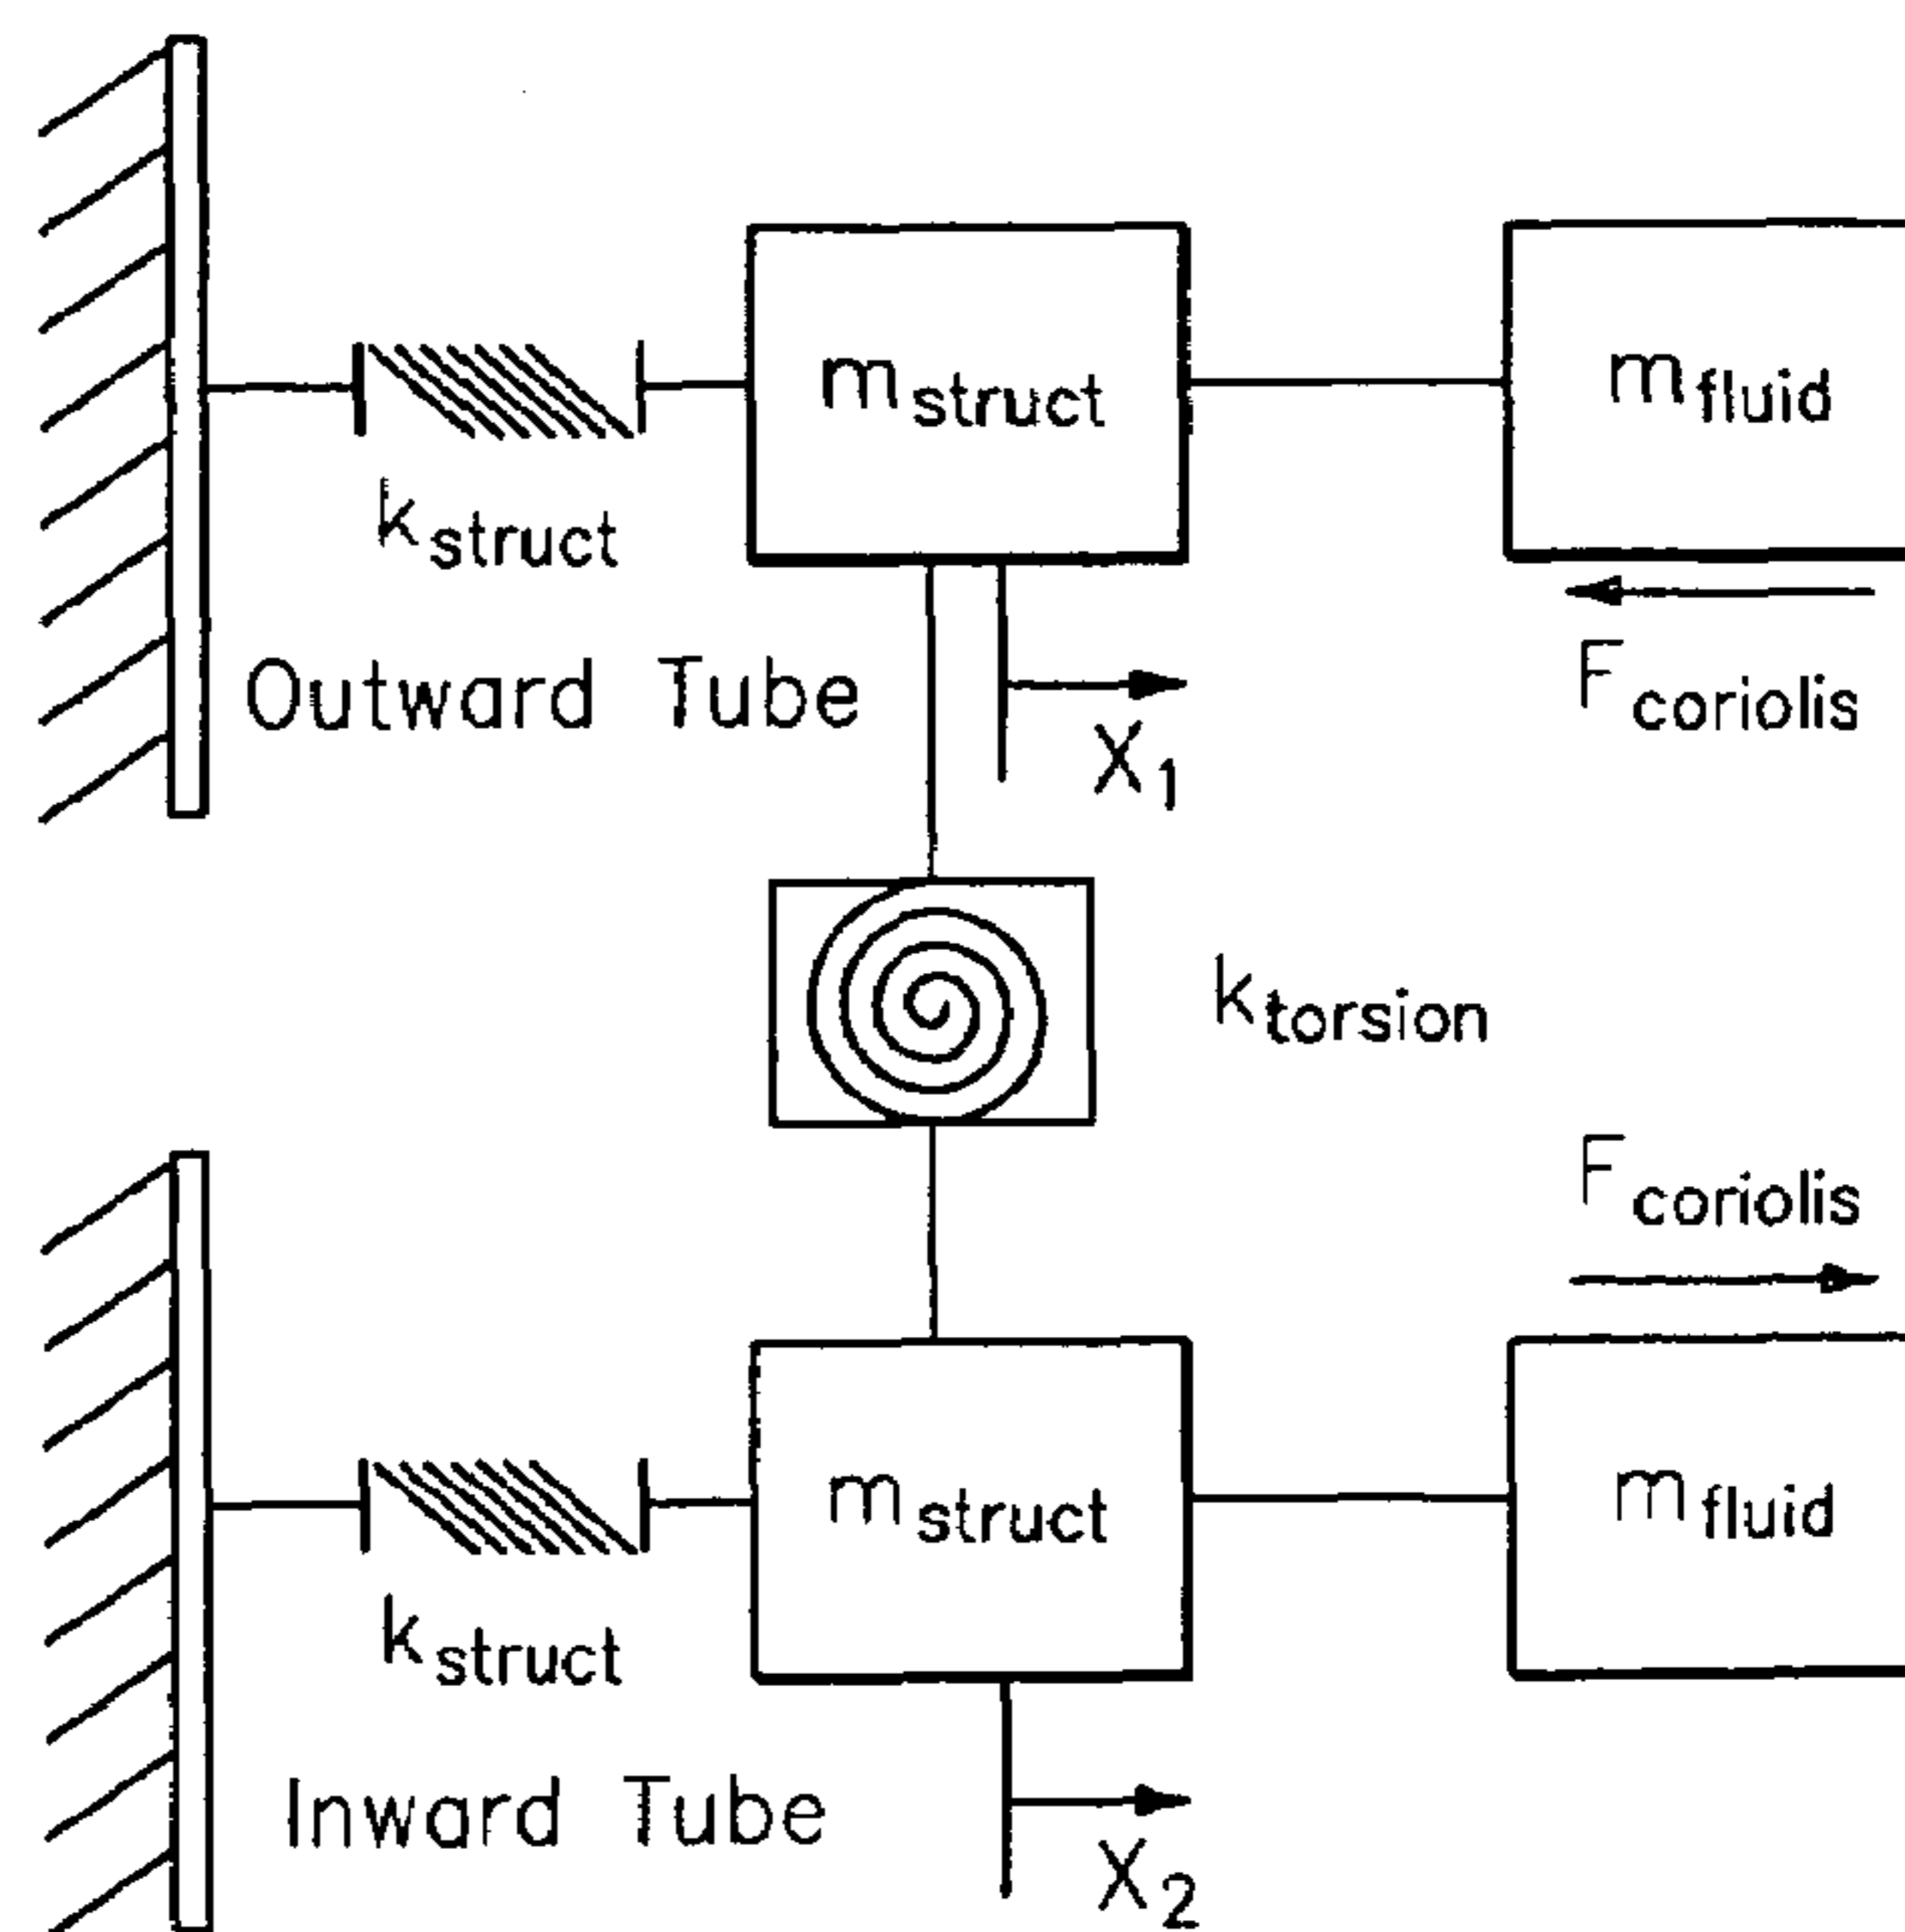 m struct
m fluid
k struct
F coriolis
Outward Tube
X1
k torsion
F coriolis
m struct
m fluid
k struct
Inward Tube
X2